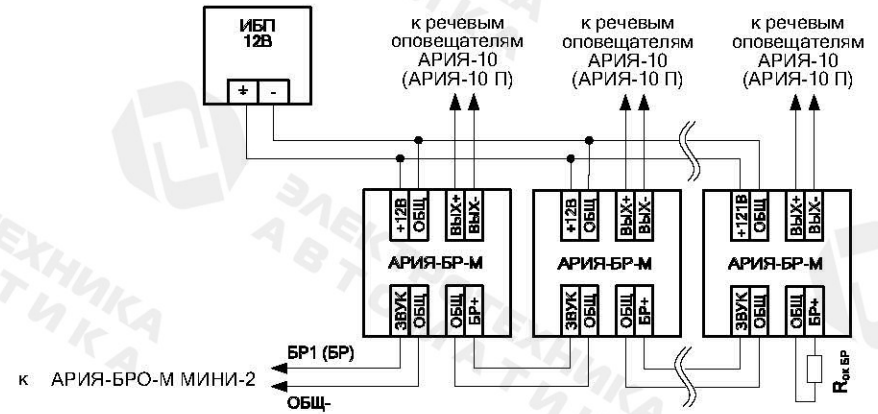 ИБП
12В
+ -
к речевым
оповещателям
АРИЯ-10
(АРИЯ-10 П)
к речевым
оповещателям
АРИЯ-10
(АРИЯ-10 П)
к речевым
оповещателям
АРИЯ-10
(АРИЯ-10 П)
+12В
ОБЩ
ВЫХ+
ВЫХ-
АРИЯ-БР-М
ЗВУК
ОБЩ
ОБЩ
БР+
+12В
ОБЩ
ВЫХ+
ВЫХ-
АРИЯ-БР-М
ЗВУК
ОБЩ
ОБЩ
БР+
+121В
ОБЩ
ВЫХ+
ВЫХ-
АРИЯ-БР-М
ЗВУК
ОБЩ
ОБЩ
БР+
Rок БР
БР1 (БР)
к АРИЯ-БРО-М МИНИ-2
ОБЩ-
ЭЛЕКТРОТЕХНИКА
АВТОМАТИКА